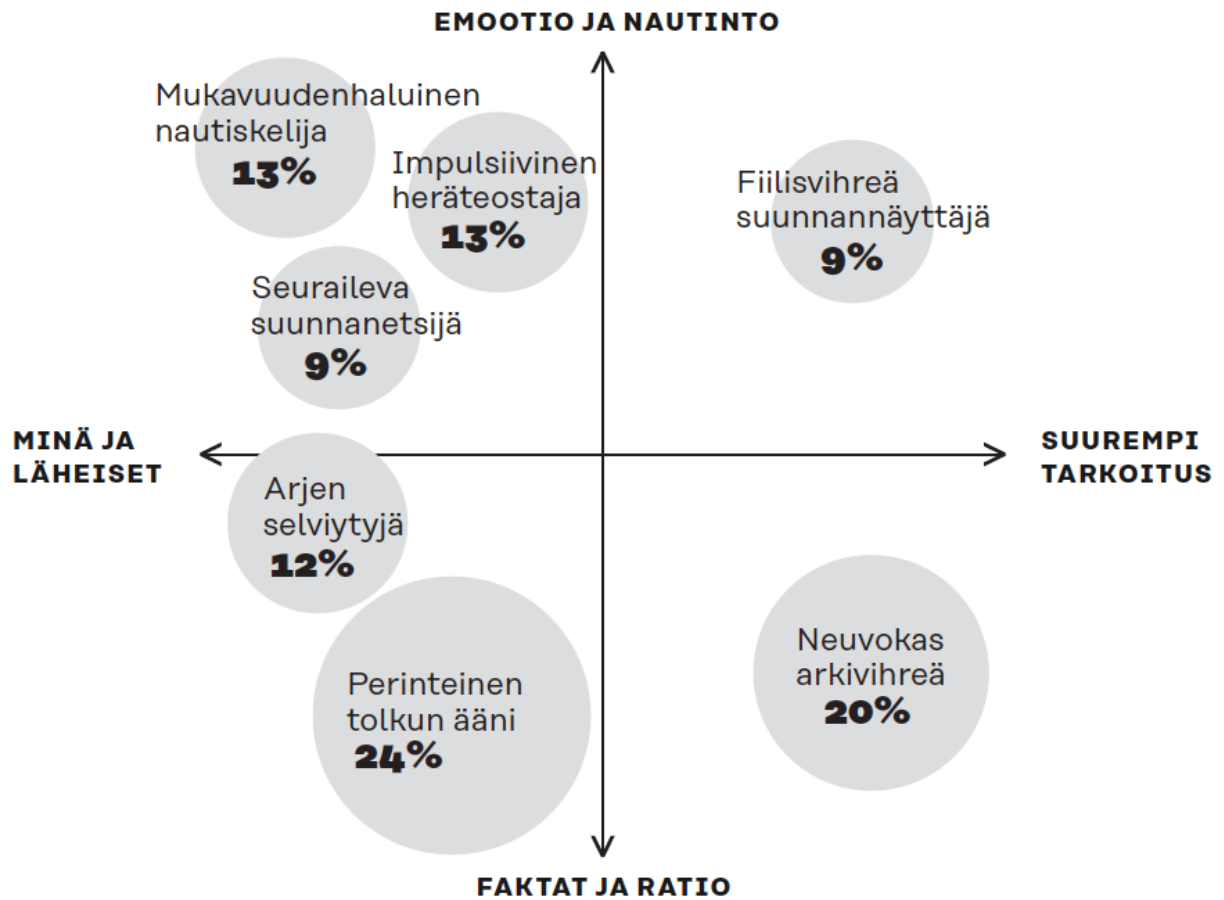 EMOOTIO JA NAUTINTO
Mukavuudenhaluinen
nautiskelija
13%
Impulsiivinen
heräteostaja
13%
Fiilisvihreä
suunnannäyttäjä
9%
Seuraileva
suunnanetsijä
9%
MINÄ JA
LÄHEISET
SUUREMPI
TARKOITUS
Arjen
selviytyjä
12%
Neuvokas
arkivihreä
20%
Perinteinen
tolkun ääni
24%
FAKTAT JA RATIO